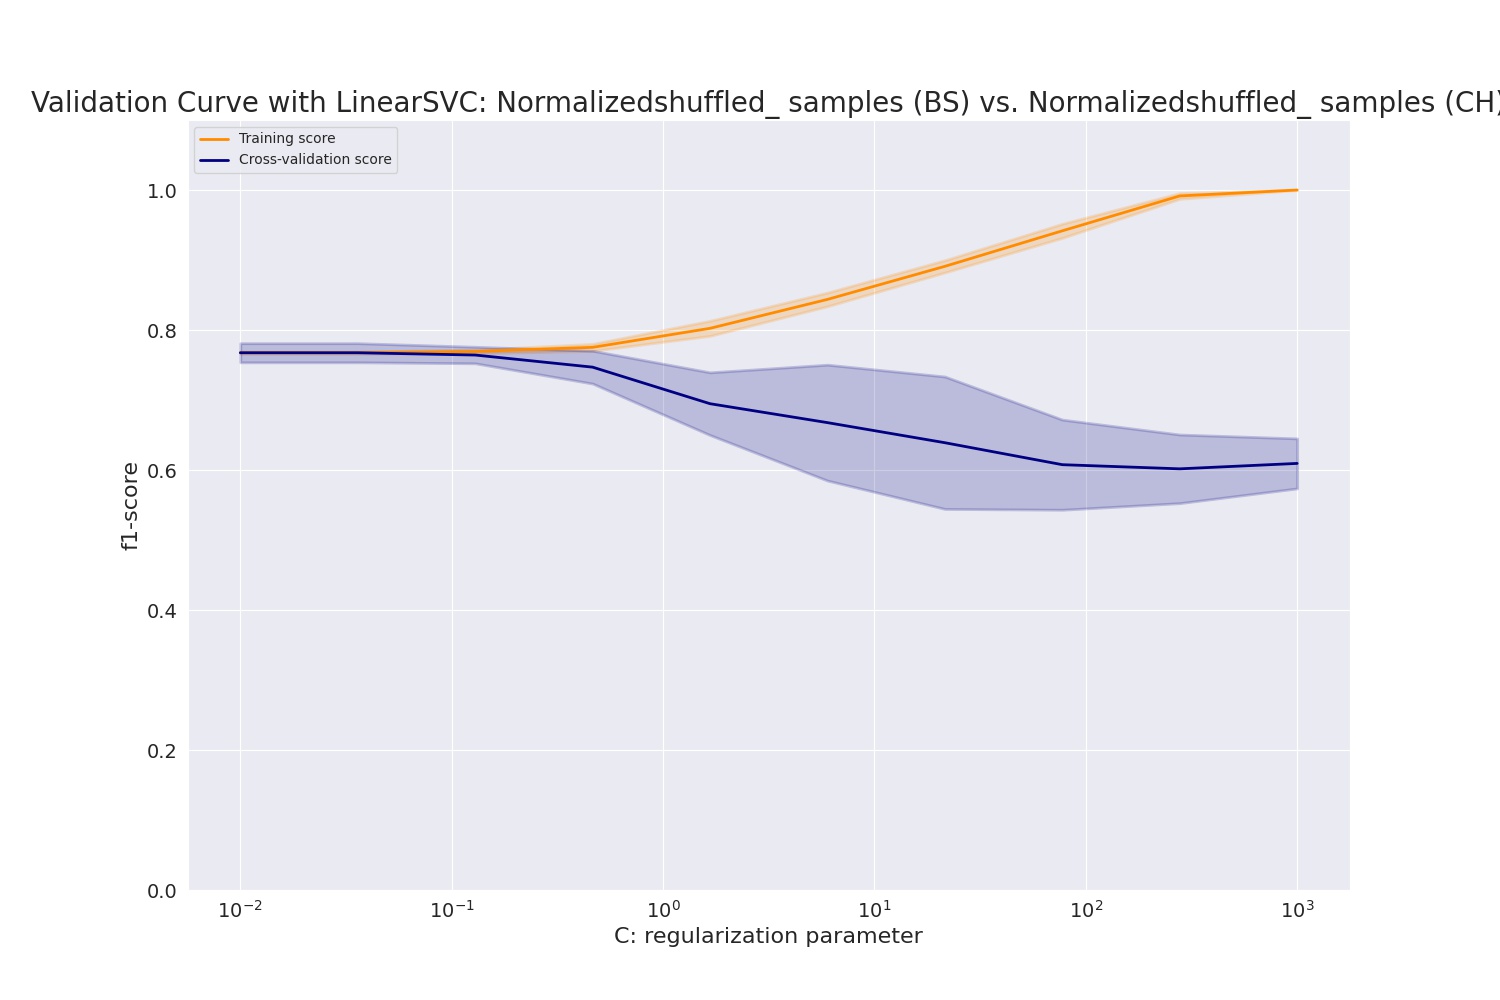 Validation Curve with LinearSVC: Normalizedshuffled_ samples (BS) vs. Normalizedshuffled_ samples (CH)
Training score
Cross-validation score
1.0
0.8
0.6
0.4
0.2
0.0
f1-score
10⁻² 10⁻¹ 10⁰ 10¹ 10² 10³
C: regularization parameter